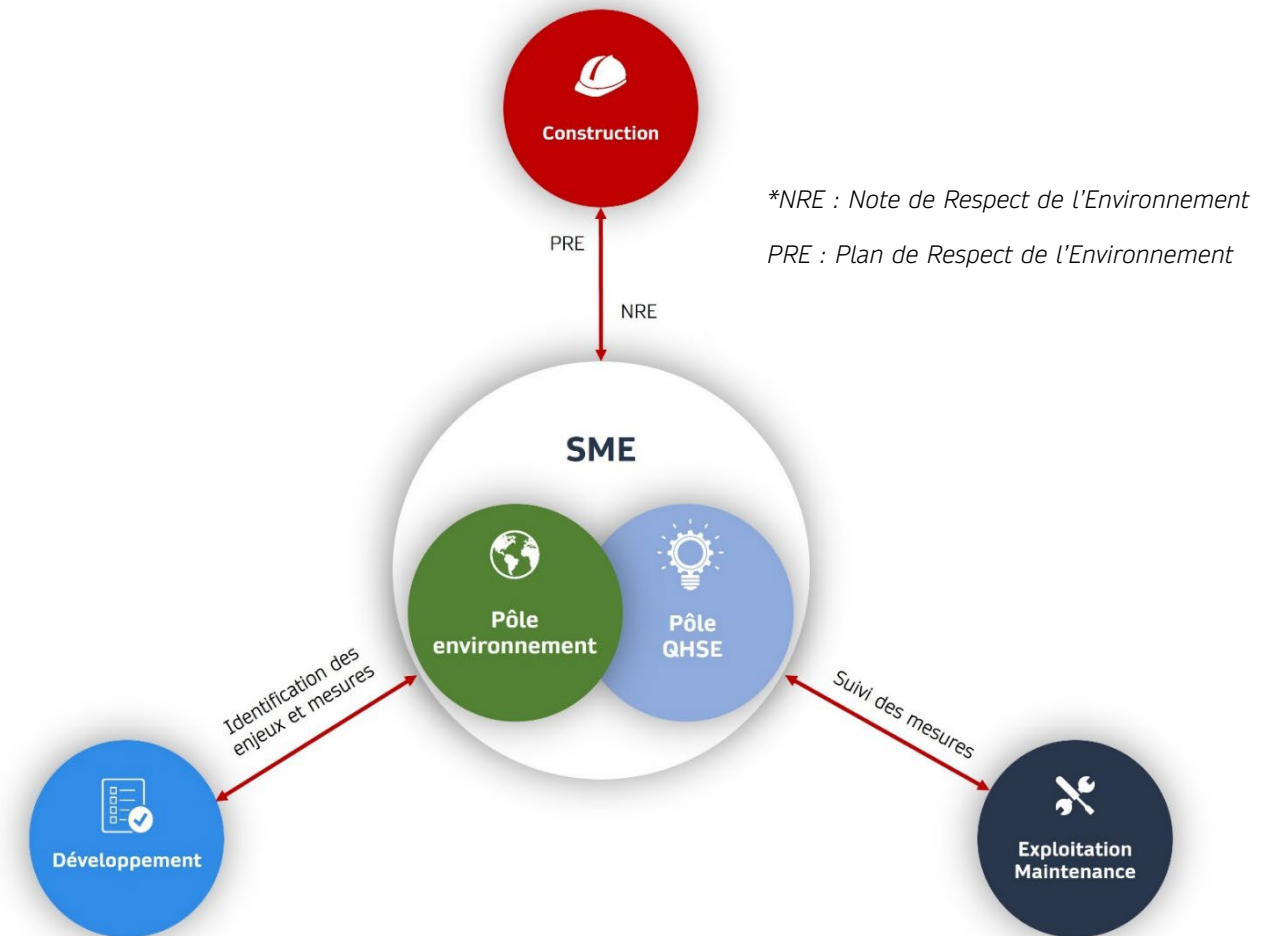 Construction
*NRE : Note de Respect de l'Environnement
PRE : Plan de Respect de l'Environnement
PRE
NRE
SME
Pôle
environnement
Pôle
QHSE
Identification des
enjeux et mesures
Suivi des mesures
Développement
Exploitation
Maintenance